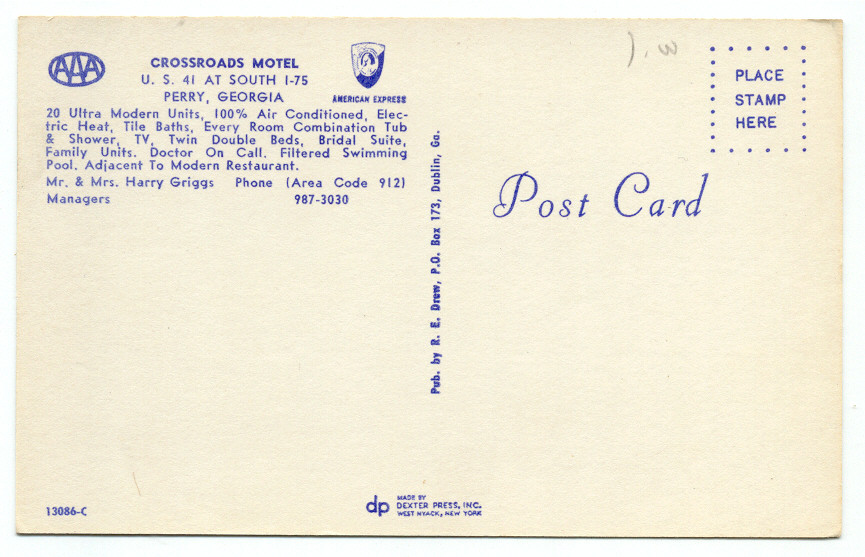 AAA
CROSSROADS MOTEL
U. S. 41 AT SOUTH I-75
PERRY, GEORGIA
AMERICAN EXPRESS
20 Ultra Modern Units, 100% Air Conditioned, Elec-
tric Heat, Tile Baths, Every Room Combination Tub
& Shower, TV, Twin Double Beds, Bridal Suite,
Family Units. Doctor On Call. Filtered Swimming
Pool. Adjacent To Modern Restaurant.
Mr. & Mrs. Harry Griggs Phone (Area Code 912)
Managers 987-3030
13086-C
Pub. by R. E. Drew, P.O. Box 173, Dublin, Ga.
dp
MADE BY
DEXTER PRESS, INC.
WEST NYACK, NEW YORK
PLACE
STAMP
HERE
Post Card